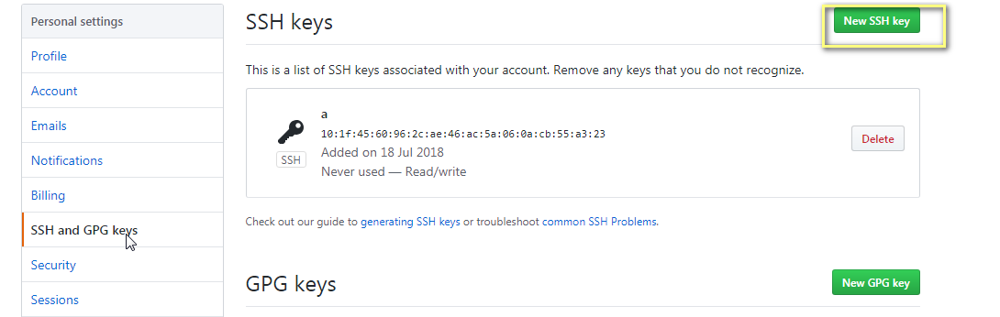 Personal settings
Profile
Account
Emails
Notifications
Billing
SSH and GPG keys
Security
Sessions
SSH keys
New SSH key
This is a list of SSH keys associated with your account. Remove any keys that you do not recognize.
a
10:1f:45:60:96:2c:ae:46:ac:5a:06:0a:cb:55:a3:23
SSH
Added on 18 Jul 2018
Never used — Read/write
Delete
Check out our guide to generating SSH keys or troubleshoot common SSH Problems.
GPG keys
New GPG key